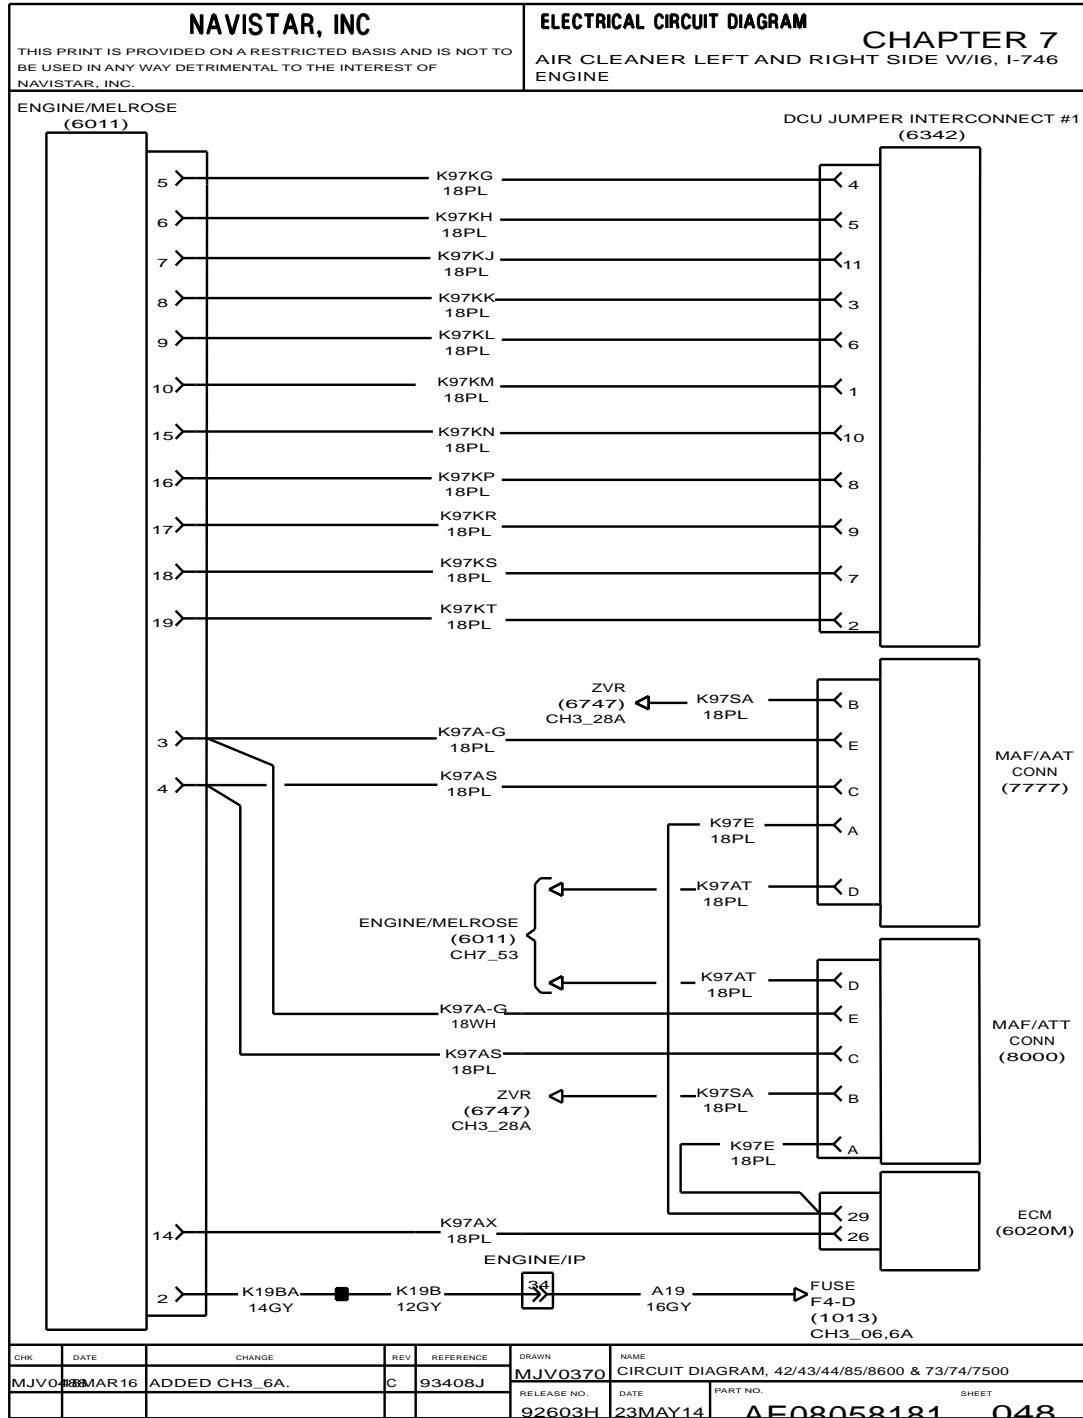 NAVISTAR, INC
THIS PRINT IS PROVIDED ON A RESTRICTED BASIS AND IS NOT TO
BE USED IN ANY WAY DETRIMENTAL TO THE INTEREST OF
NAVISTAR, INC.
ELECTRICAL CIRCUIT DIAGRAM
CHAPTER 7
AIR CLEANER LEFT AND RIGHT SIDE W/I6, I-746
ENGINE
ENGINE/MELROSE
(6011)
DCU JUMPER INTERCONNECT #1
(6342)
5 K97KG 4
18PL
6 K97KH 5
18PL
7 K97KJ 11
18PL
8 K97KK 3
18PL
9 K97KL 6
18PL
10 K97KM 1
18PL
15 K97KN 10
18PL
16 K97KP 8
18PL
17 K97KR 9
18PL
18 K97KS 7
18PL
19 K97KT 2
18PL
ZVR
(6747)
CH3_28A
K97SA B
18PL
3 K97A-G E
18PL
4 K97AS C
18PL
K97E A
18PL
K97AT D
18PL
MAF/AAT
CONN
(7777)
ENGINE/MELROSE
(6011)
CH7_53
K97AT D
18PL
K97A-G E
18WH
K97AS C
18PL
MAF/ATT
CONN
(8000)
ZVR
(6747)
CH3_28A
K97SA B
18PL
K97E A
18PL
29
14 K97AX 26
18PL
ECM
(6020M)
ENGINE/IP
34
2 K19BA K19B A19
14GY 12GY 16GY
FUSE
F4-D
(1013)
CH3_06,6A
CHK DATE CHANGE REV REFERENCE
MAR16 ADDED CH3_6A. C 93408J
DRAWN
MJV0370
NAME
CIRCUIT DIAGRAM, 42/43/44/85/8600 & 73/74/7500
RELEASE NO.
92603H
DATE
23MAY14
PART NO.
AE08058181
SHEET
048